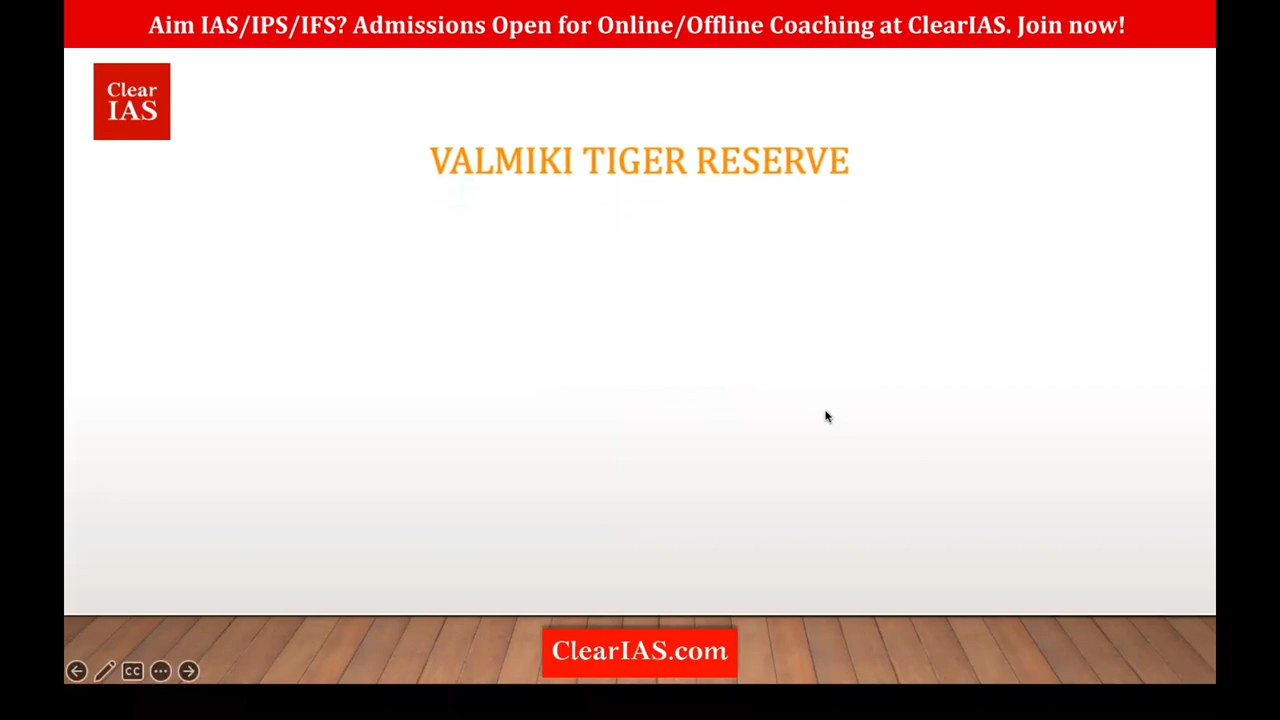 Aim IAS/IPS/IFS? Admissions Open for Online/Offline Coaching at ClearIAS. Join now!
Clear
IAS
VALMIKI TIGER RESERVE
ClearIAS.com
CC